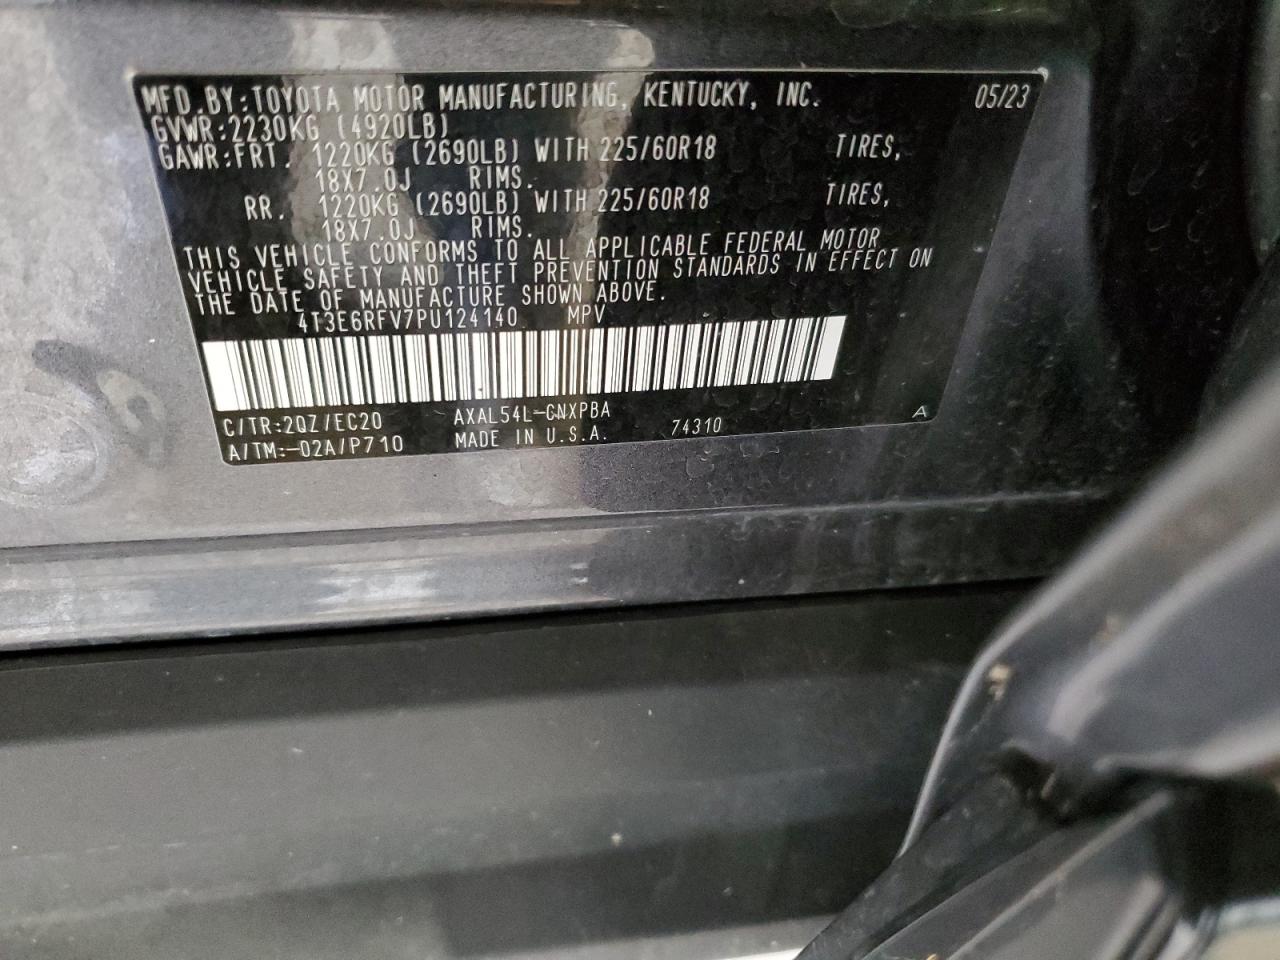 MFD.BY:TOYOTA MOTOR MANUFACTURING, KENTUCKY, INC. 05/23
GVWR:2230KG (4920LB)
GAWR:FRT. 1220KG (2690LB) WITH 225/60R18 TIRES,
18X7.0J RIMS.
RR. 1220KG (2690LB) WITH 225/60R18 TIRES,
18X7.0J RIMS.
THIS VEHICLE CONFORMS TO ALL APPLICABLE FEDERAL MOTOR
VEHICLE SAFETY AND THEFT PREVENTION STANDARDS IN EFFECT ON
THE DATE OF MANUFACTURE SHOWN ABOVE.
4T3E6RFV7PU124140 MPV
C/TR:2QZ/EC20 AXAL54L-CNXPBA
A/TM:-02A/P710 MADE IN U.S.A. 74310 A